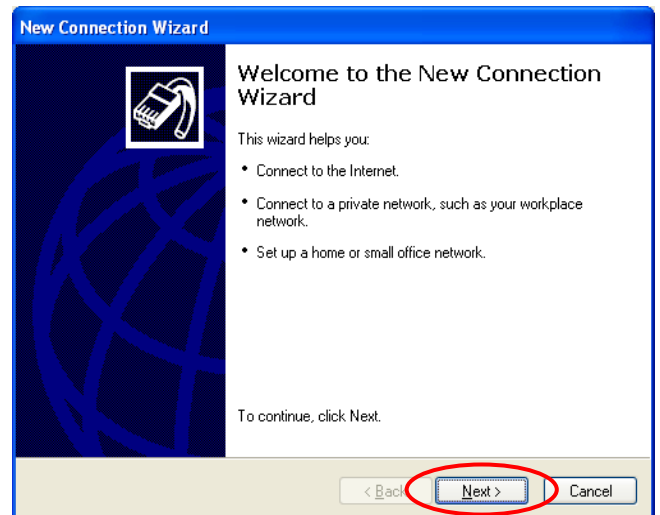 New Connection Wizard
Welcome to the New Connection
Wizard
This wizard helps you:
• Connect to the Internet.
• Connect to a private network, such as your workplace
network.
• Set up a home or small office network.
To continue, click Next.
< Back Next > Cancel